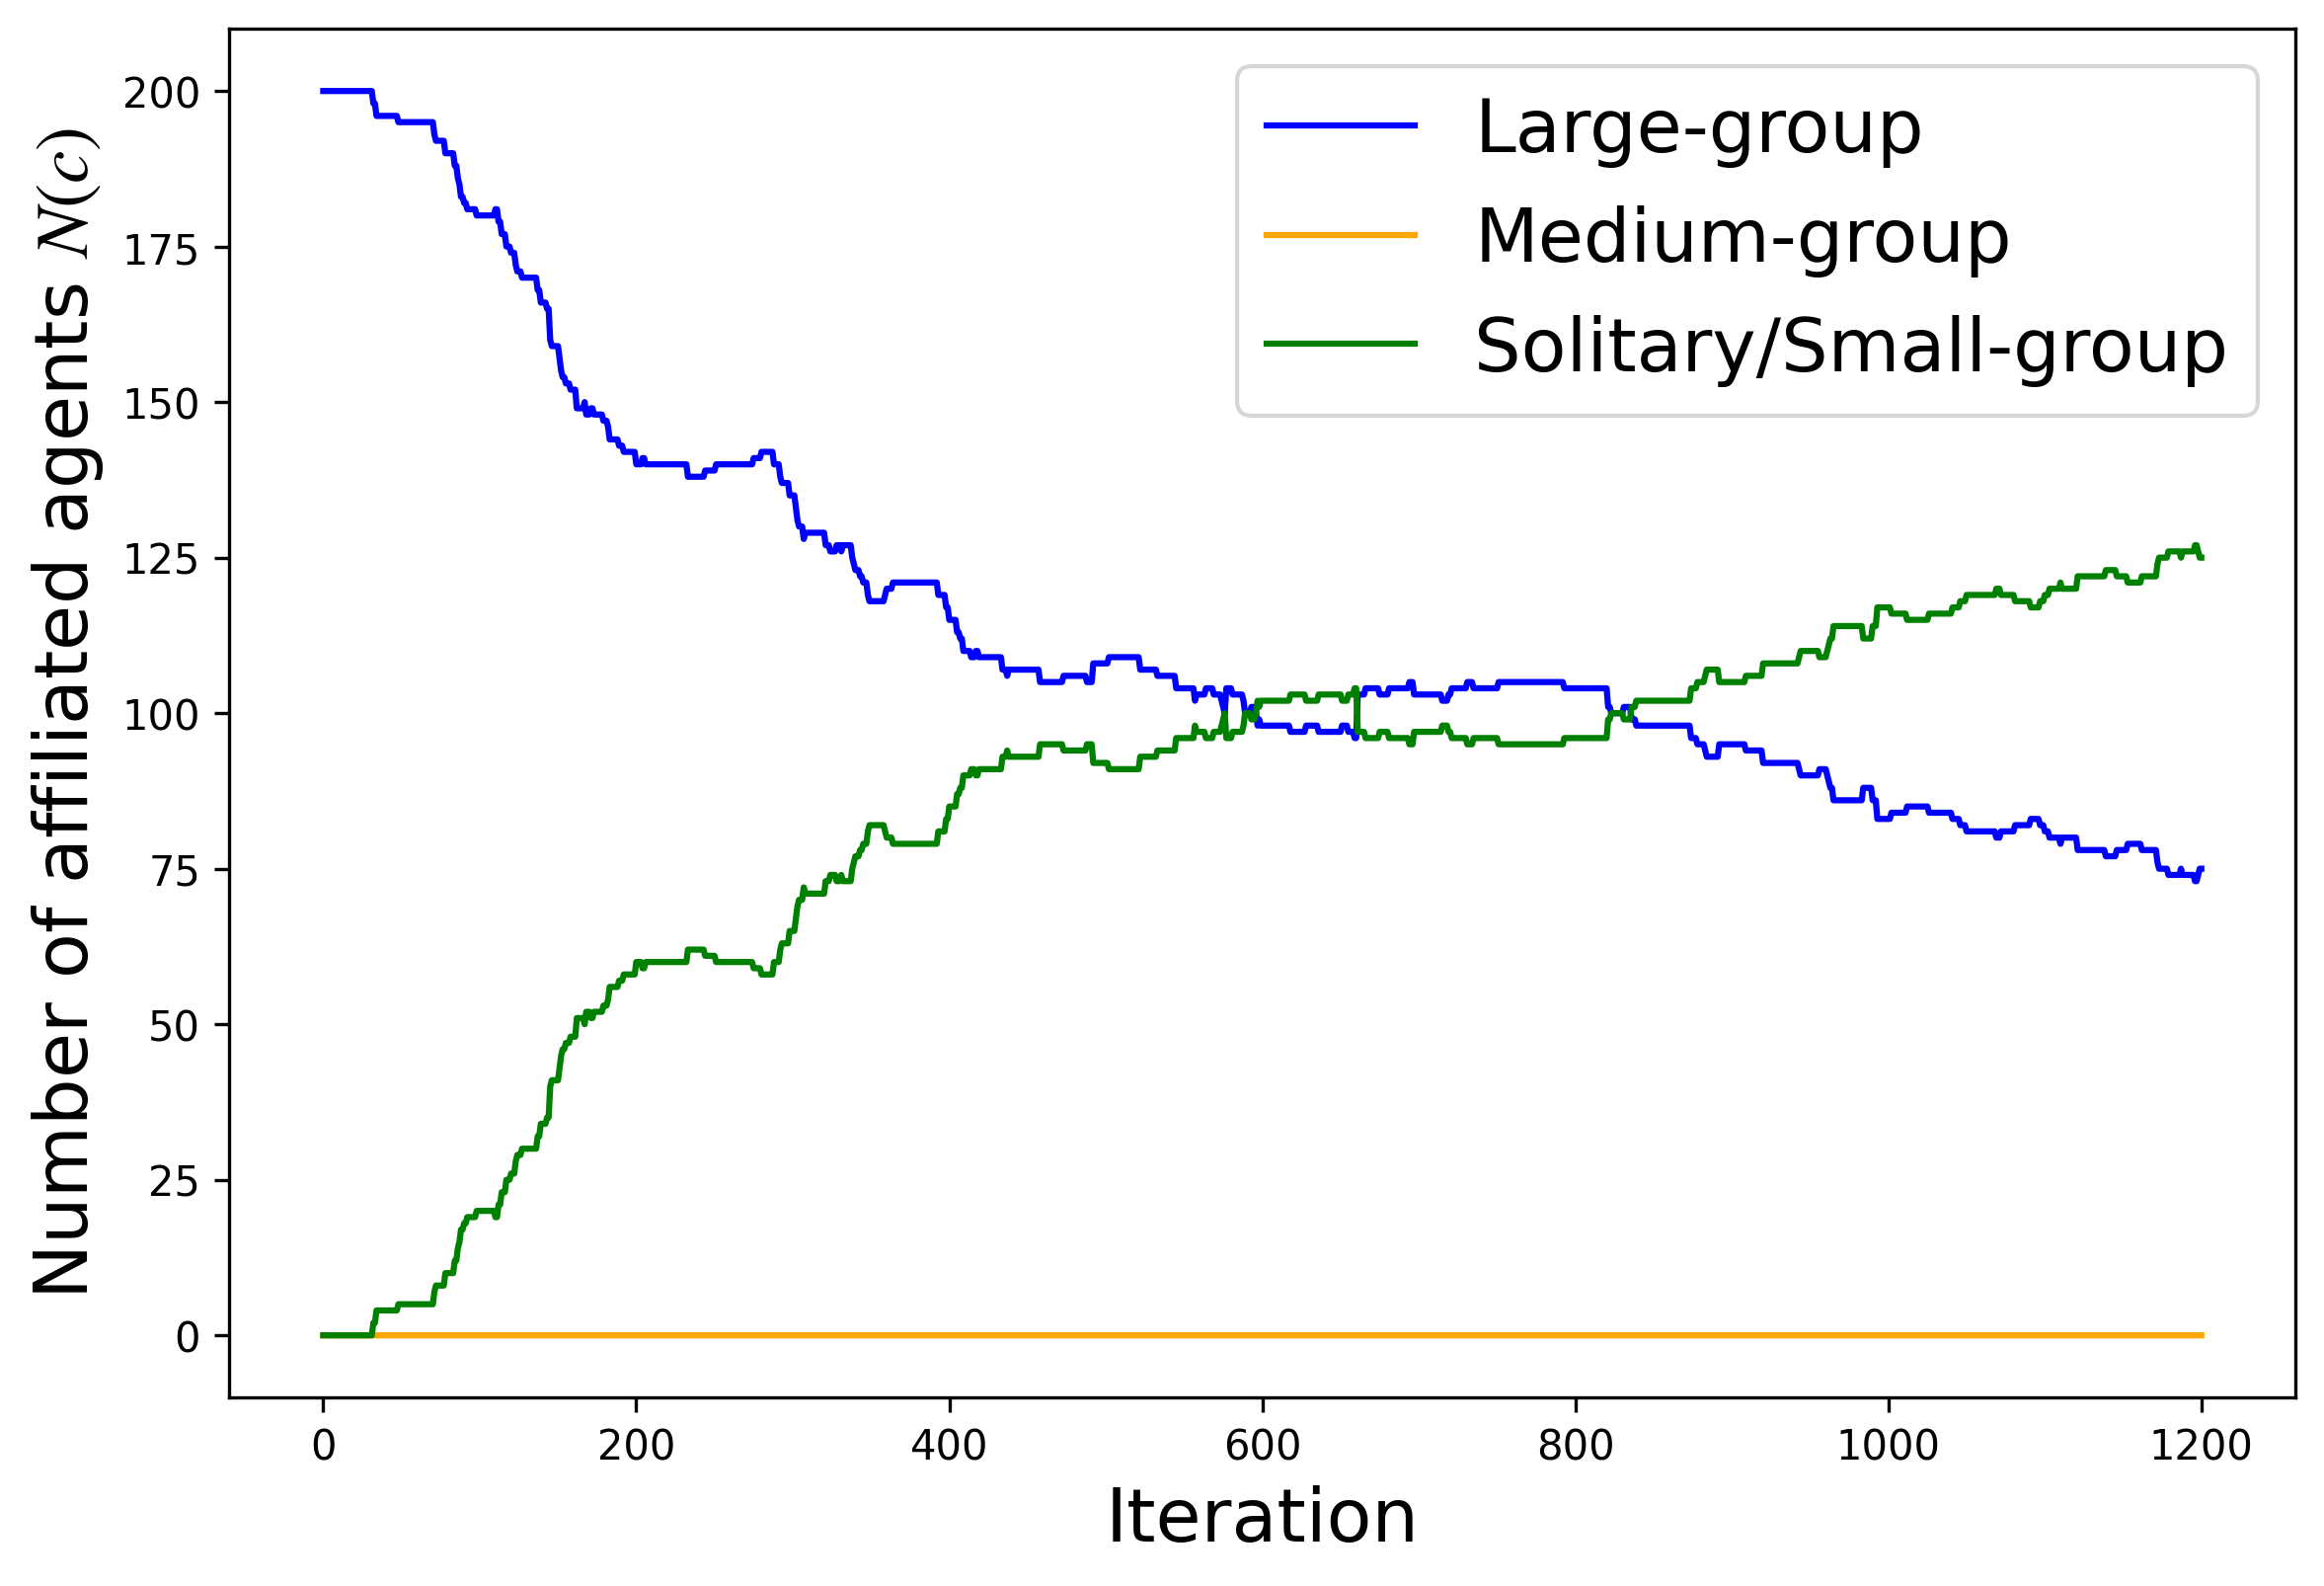 Number of affiliated agents N(c)
200
175
150
125
100
75
50
25
0
Large-group
Medium-group
Solitary/Small-group
0 200 400 600 800 1000 1200
Iteration